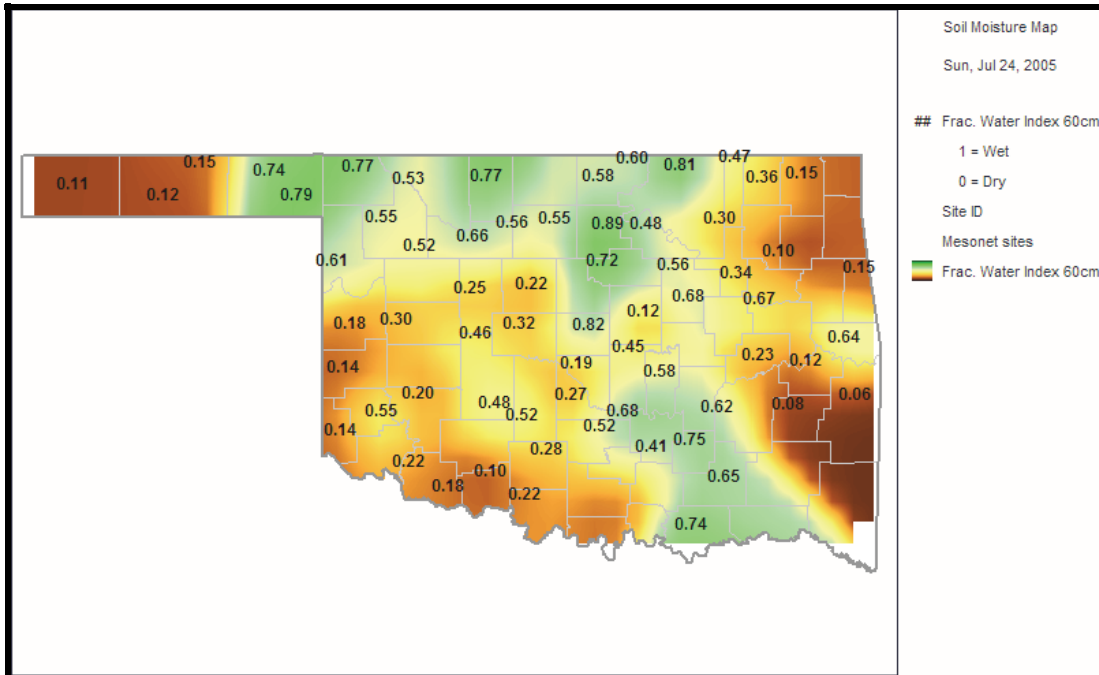 Soil Moisture Map
Sun, Jul 24, 2005
## Frac. Water Index 60cm
1 = Wet
0 = Dry
Site ID
Mesonet sites
Frac. Water Index 60cm
0.60 0.81 0.47
0.15 0.74 0.77 0.53 0.77 0.58 0.36 0.15
0.11 0.12 0.79
0.55 0.66 0.56 0.55 0.89 0.48 0.30
0.52 0.10
0.61 0.72 0.56 0.34 0.15
0.25 0.22 0.68 0.67
0.18 0.30 0.46 0.32 0.82 0.12 0.64
0.14 0.19 0.45 0.23 0.12
0.20 0.27 0.58 0.06
0.55 0.48 0.52 0.68 0.62 0.08
0.14 0.52 0.75
0.28 0.41
0.22 0.10 0.65
0.18 0.22
0.74